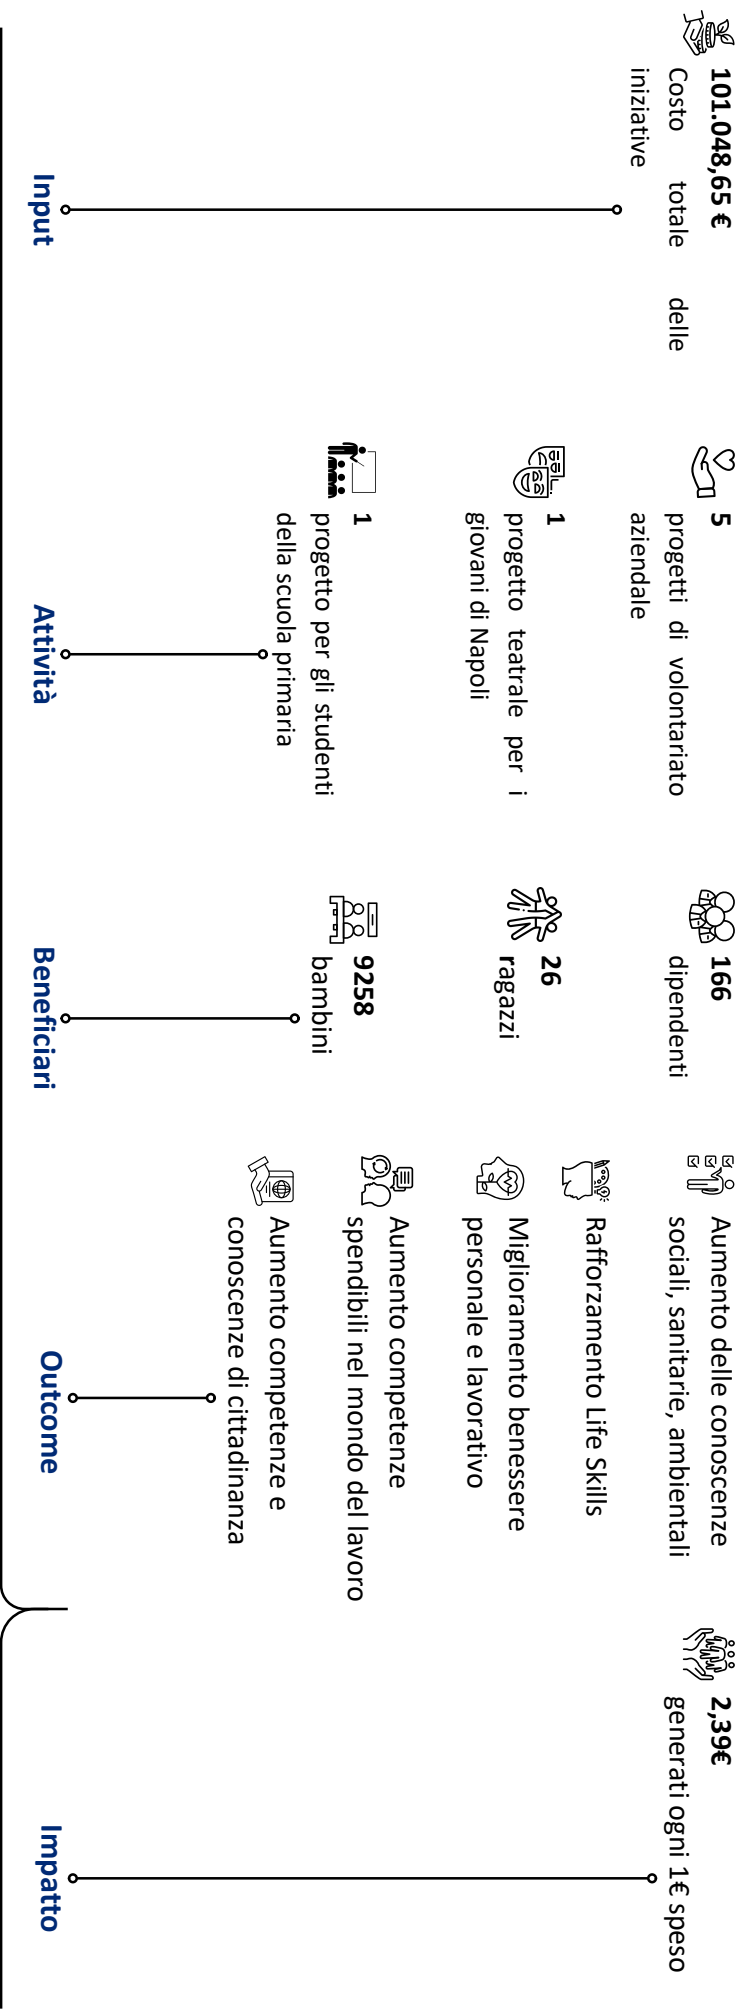 101.048,65 €
Costo totale delle
iniziative
Input
5
progetti di volontariato
aziendale
1
progetto teatrale per i
giovani di Napoli
1
progetto per gli studenti
della scuola primaria
Attività
166
dipendenti
26
ragazzi
9258
bambini
Beneficiari
Aumento delle conoscenze
sociali, sanitarie, ambientali
Rafforzamento Life Skills
Miglioramento benessere
personale e lavorativo
Aumento competenze
spendibili nel mondo del lavoro
Aumento competenze e
conoscenze di cittadinanza
Outcome
2,39€
generati ogni 1€ speso
Impatto